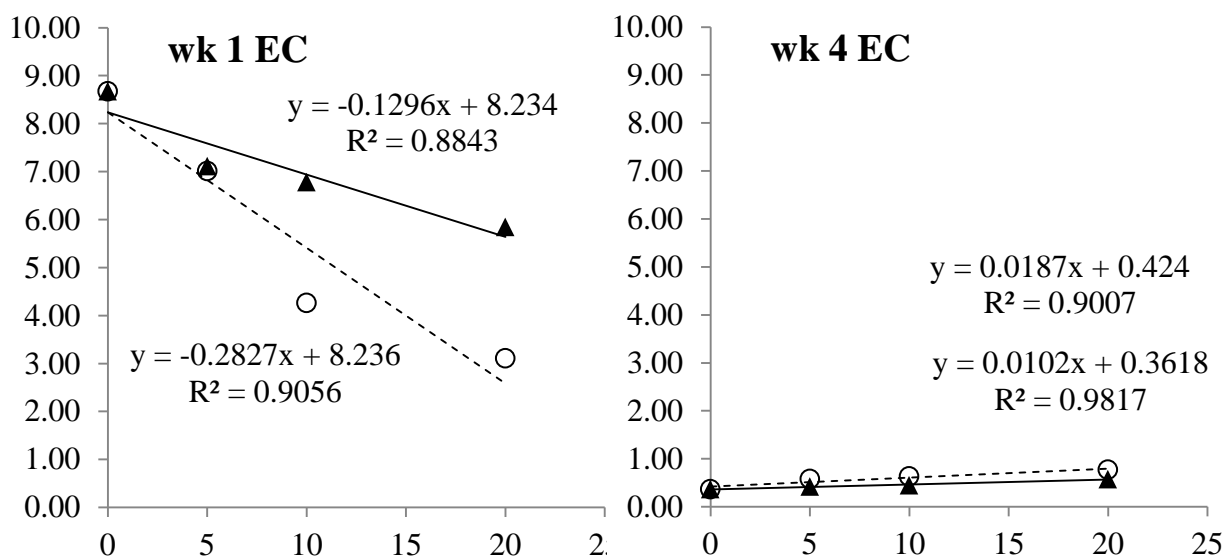 wk 1 EC
10.00
9.00
8.00
7.00
6.00
5.00
4.00
3.00
2.00
1.00
0.00
y = -0.1296x + 8.234
R² = 0.8843
y = -0.2827x + 8.236
R² = 0.9056
0 5 10 15 20 2
wk 4 EC
10.00
9.00
8.00
7.00
6.00
5.00
4.00
3.00
2.00
1.00
0.00
y = 0.0187x + 0.424
R² = 0.9007
y = 0.0102x + 0.3618
R² = 0.9817
0 5 10 15 20 25